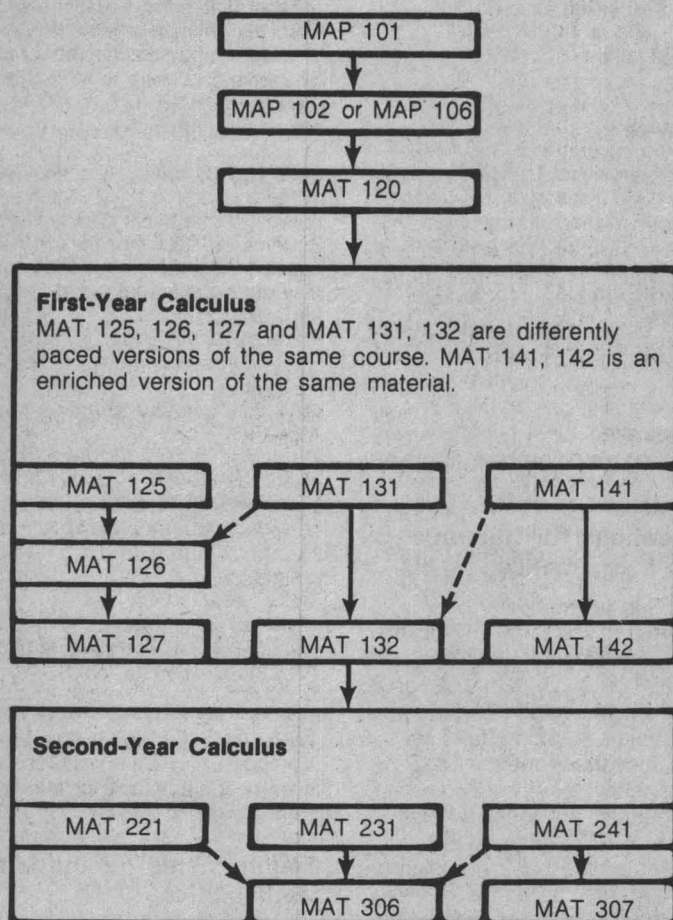 MAP 101
MAP 102 or MAP 106
MAT 120
First-Year Calculus
MAT 125, 126, 127 and MAT 131, 132 are differently
paced versions of the same course. MAT 141, 142 is an
enriched version of the same material.
MAT 125
MAT 131
MAT 141
MAT 126
MAT 127
MAT 132
MAT 142
Second-Year Calculus
MAT 221
MAT 231
MAT 241
MAT 306
MAT 307